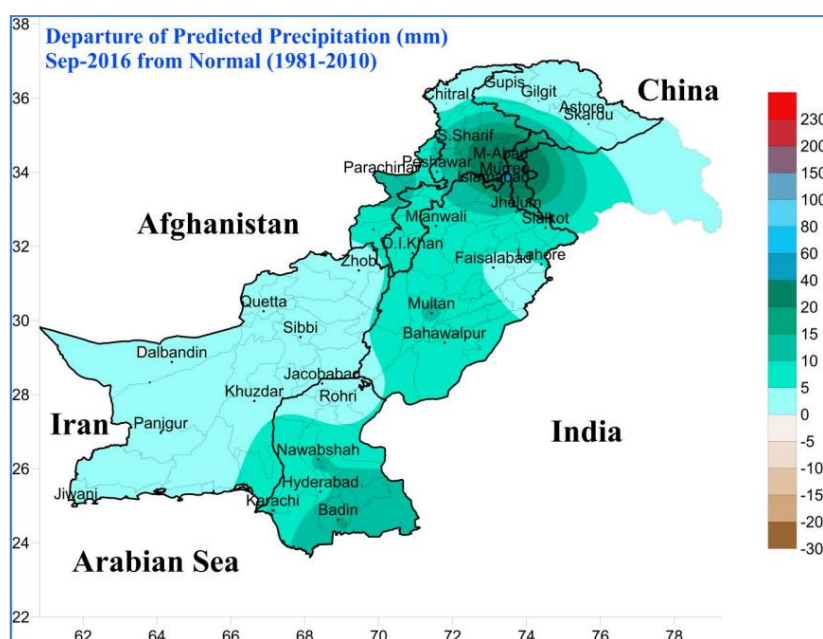 Departure of Predicted Precipitation (mm)
Sep-2016 from Normal (1981-2010)
38
36
34
32
30
28
26
24
22
62
64
66
68
70
72
74
76
78
China
Afghanistan
Iran
India
Arabian Sea
Chitral
Gupis
Gilgit
Astore
Skardu
S.Sharif
M-Abad
Peshawar
Murree
Islamabad
Parachinar
Jhelum
Sialkot
Mianwali
D.I.Khan
Zhob
Faisalabad
Lahore
Quetta
Multan
Sibbi
Bahawalpur
Dalbandin
Jacobabad
Khuzdar
Rohri
Panjgur
Nawabshah
Hyderabad
Jiwani
Karachi
Badin
230
200
150
100
80
60
40
20
15
10
5
0
-5
-10
-15
-20
-30